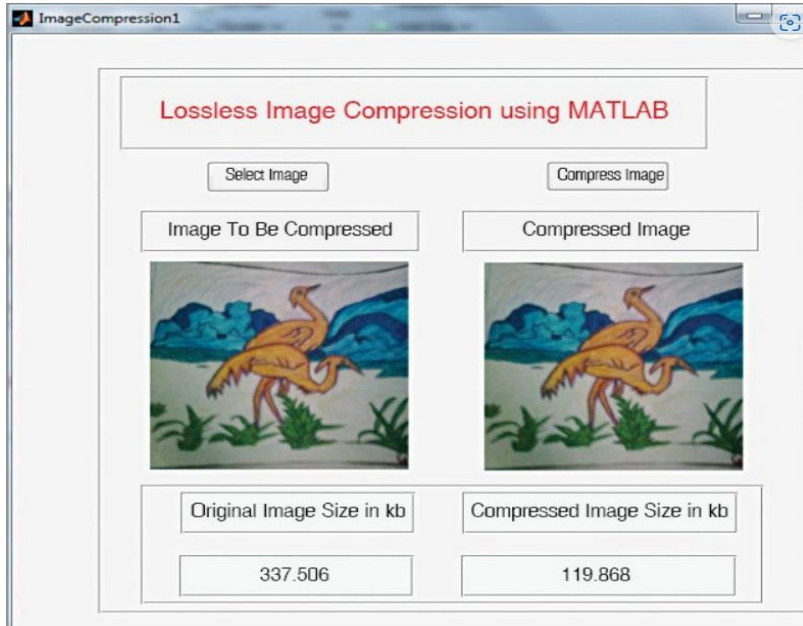 ImageCompression1
Lossless Image Compression using MATLAB
Select Image
Compress Image
Image To Be Compressed
Compressed Image
Original Image Size in kb
Compressed Image Size in kb
337.506
119.868